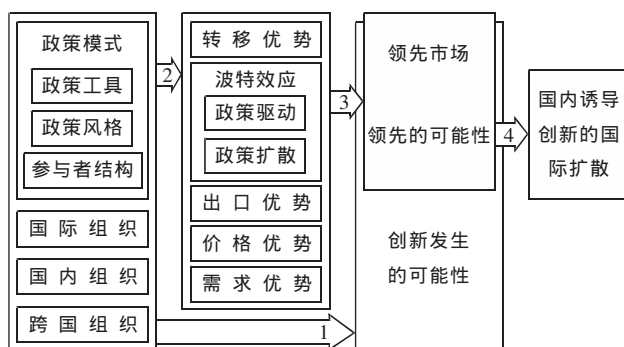 政策模式
政策工具
政策风格
参与者结构
国际组织
国内组织
跨国组织
2
转移优势
波特效应
政策驱动
政策扩散
出口优势
价格优势
需求优势
1
3
领先市场
领先的可能性
创新发生
的可能性
4
国内诱导
创新的国
际扩散